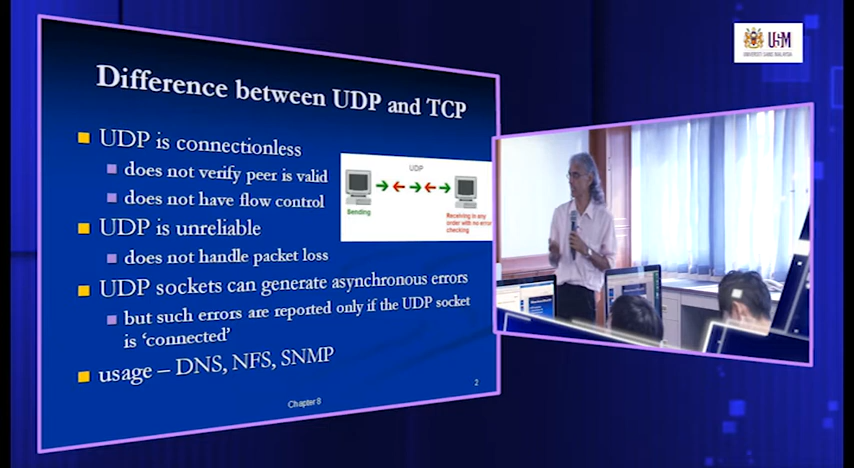 USM
UNIVERSITI SAINS MALAYSIA
Difference between UDP and TCP
UDP is connectionless
does not verify peer is valid
does not have flow control
UDP is unreliable
does not handle packet loss
UDP sockets can generate asynchronous errors
but such errors are reported only if the UDP socket
is ‘connected’
usage – DNS, NFS, SNMP
UDP
Sending
Receiving in any
order with no error
checking
Chapter 8
2